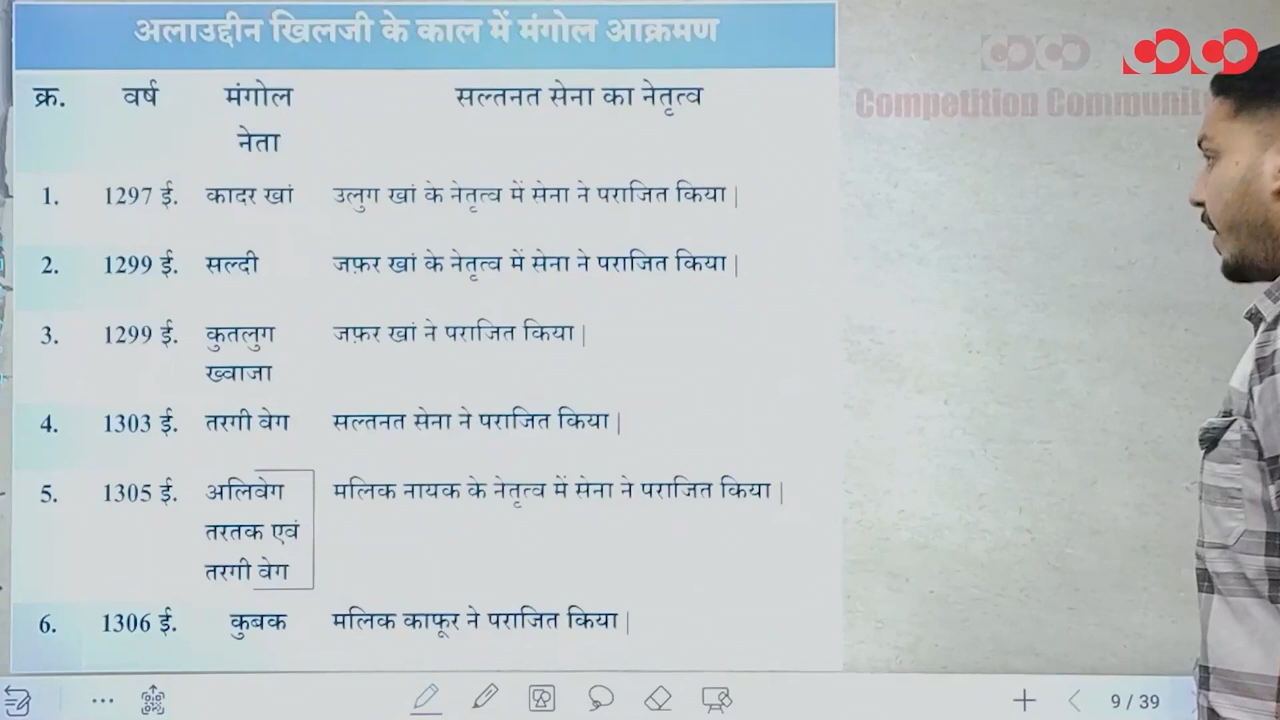 अलाउद्दीन खिलजी के काल में मंगोल आक्रमण
क्र. वर्ष मंगोल नेता सल्तनत सेना का नेतृत्व
1. 1297 ई. कादर खां उलुग खां के नेतृत्व में सेना ने पराजित किया |
2. 1299 ई. सल्दी जफ़र खां के नेतृत्व में सेना ने पराजित किया |
3. 1299 ई. कुतलुग ख्वाजा जफ़र खां ने पराजित किया |
4. 1303 ई. तरगी वेग सल्तनत सेना ने पराजित किया |
5. 1305 ई. अलिवेग तरतक एवं तरगी वेग मलिक नायक के नेतृत्व में सेना ने पराजित किया |
6. 1306 ई. कुबक मलिक काफूर ने पराजित किया |
Competition Communit
9 / 39